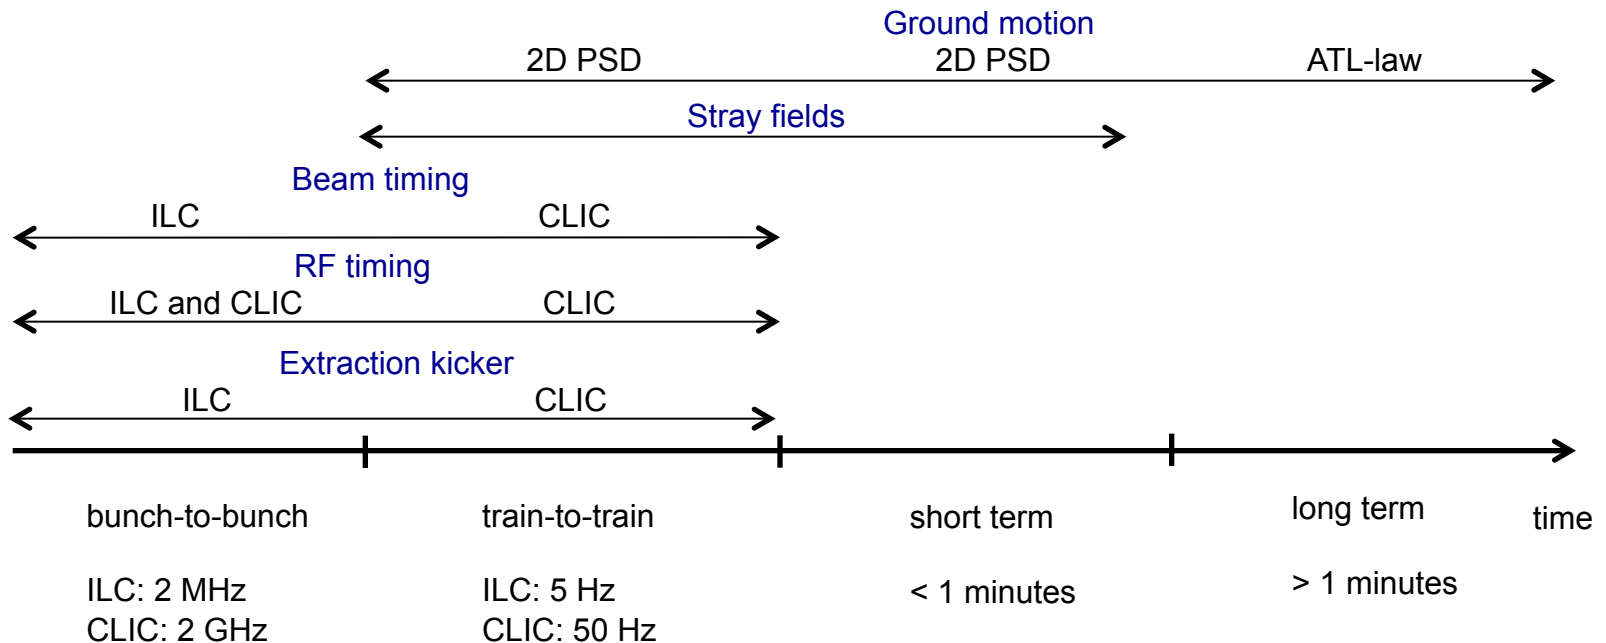 Ground motion
2D PSD 2D PSD ATL-law
Stray fields
Beam timing
ILC CLIC
RF timing
ILC and CLIC CLIC
Extraction kicker
ILC CLIC
bunch-to-bunch train-to-train short term long term time
ILC: 2 MHz ILC: 5 Hz < 1 minutes > 1 minutes
CLIC: 2 GHz CLIC: 50 Hz